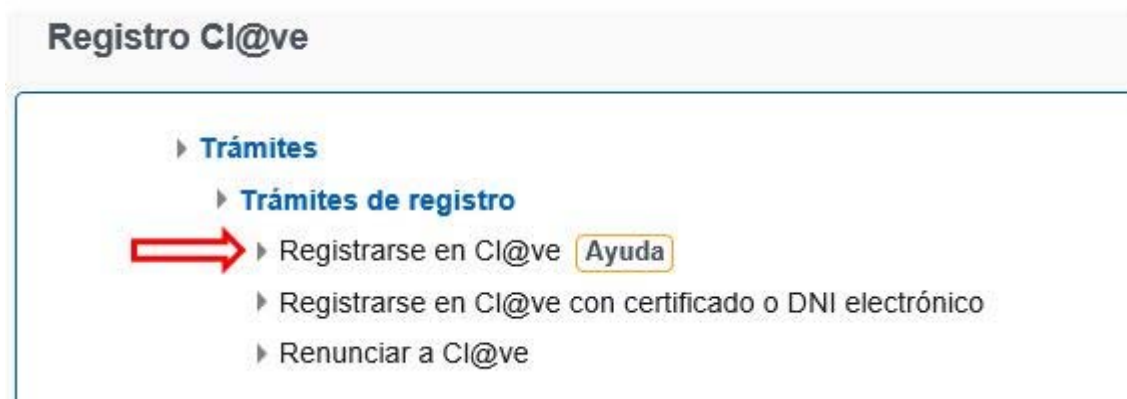 Registro Cl@ve
Trámites
Trámites de registro
Registrarse en Cl@ve Ayuda
Registrarse en Cl@ve con certificado o DNI electrónico
Renunciar a Cl@ve